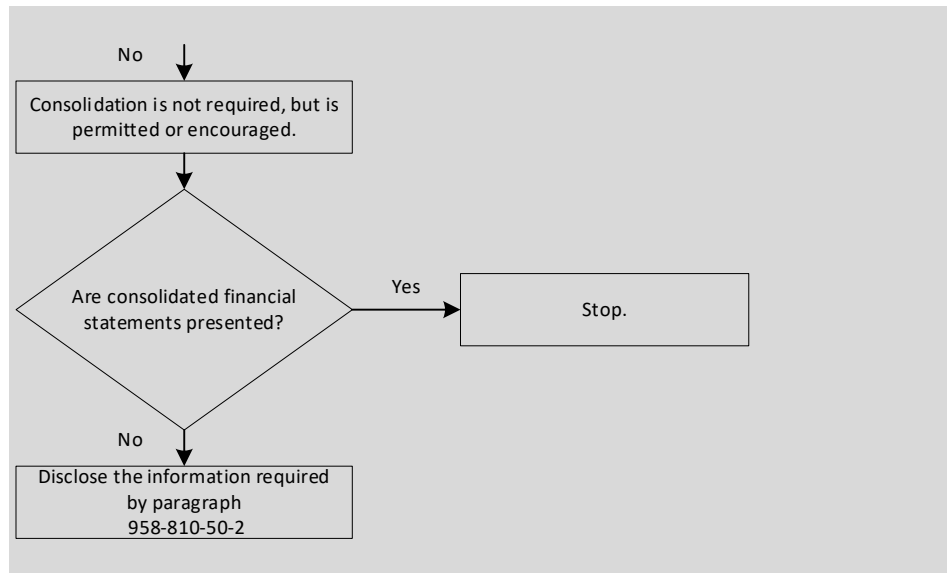 No
Consolidation is not required, but is
permitted or encouraged.
Are consolidated financial
statements presented?
Yes
Stop.
No
Disclose the information required
by paragraph
958-810-50-2